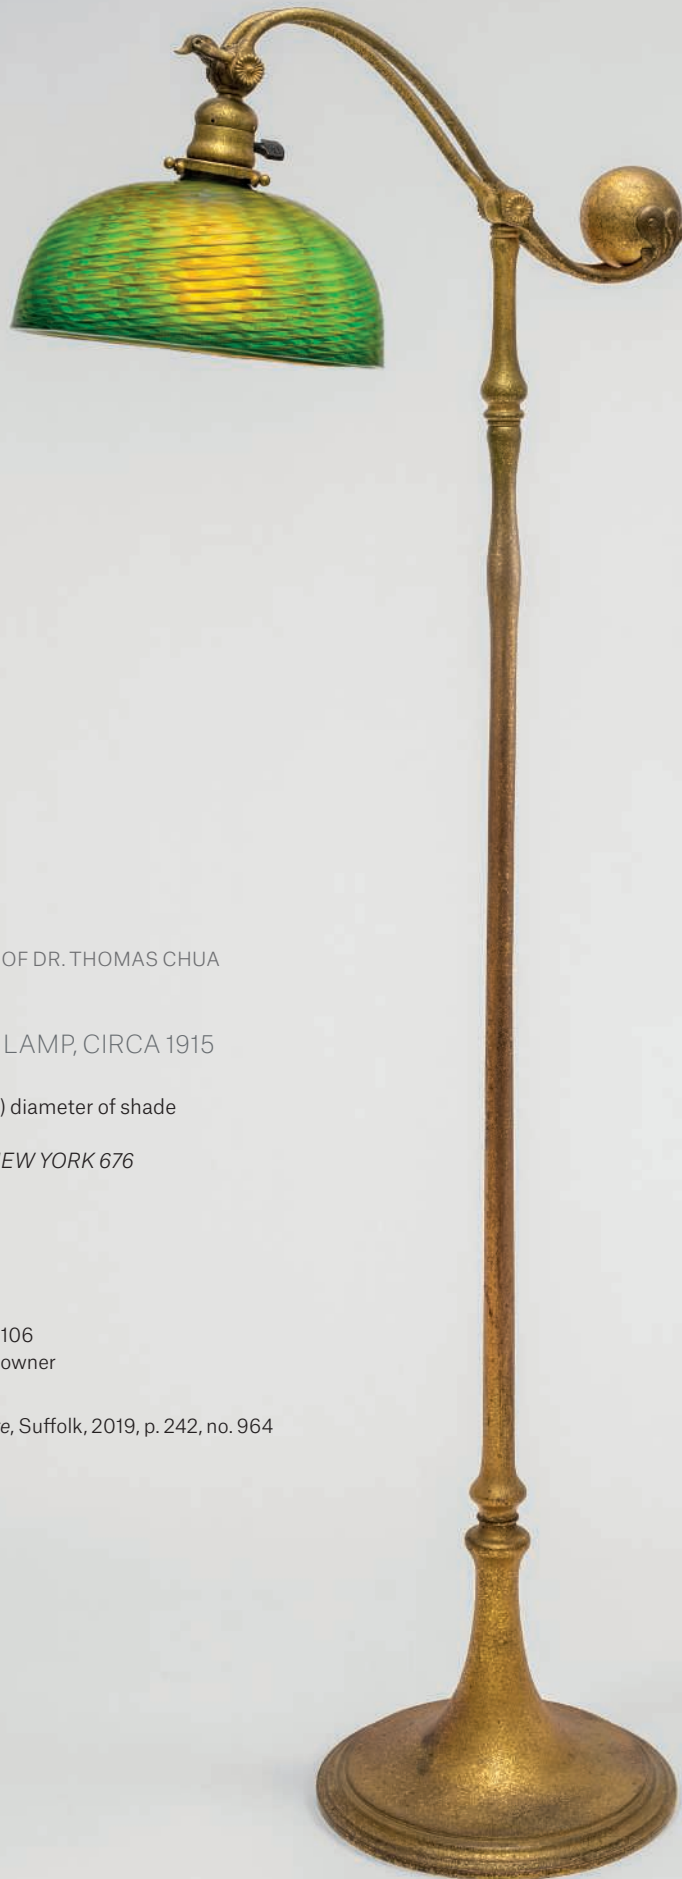 OF DR. THOMAS CHUA
LAMP, CIRCA 1915
) diameter of shade
EW YORK 676
106
owner
e, Suffolk, 2019, p. 242, no. 964